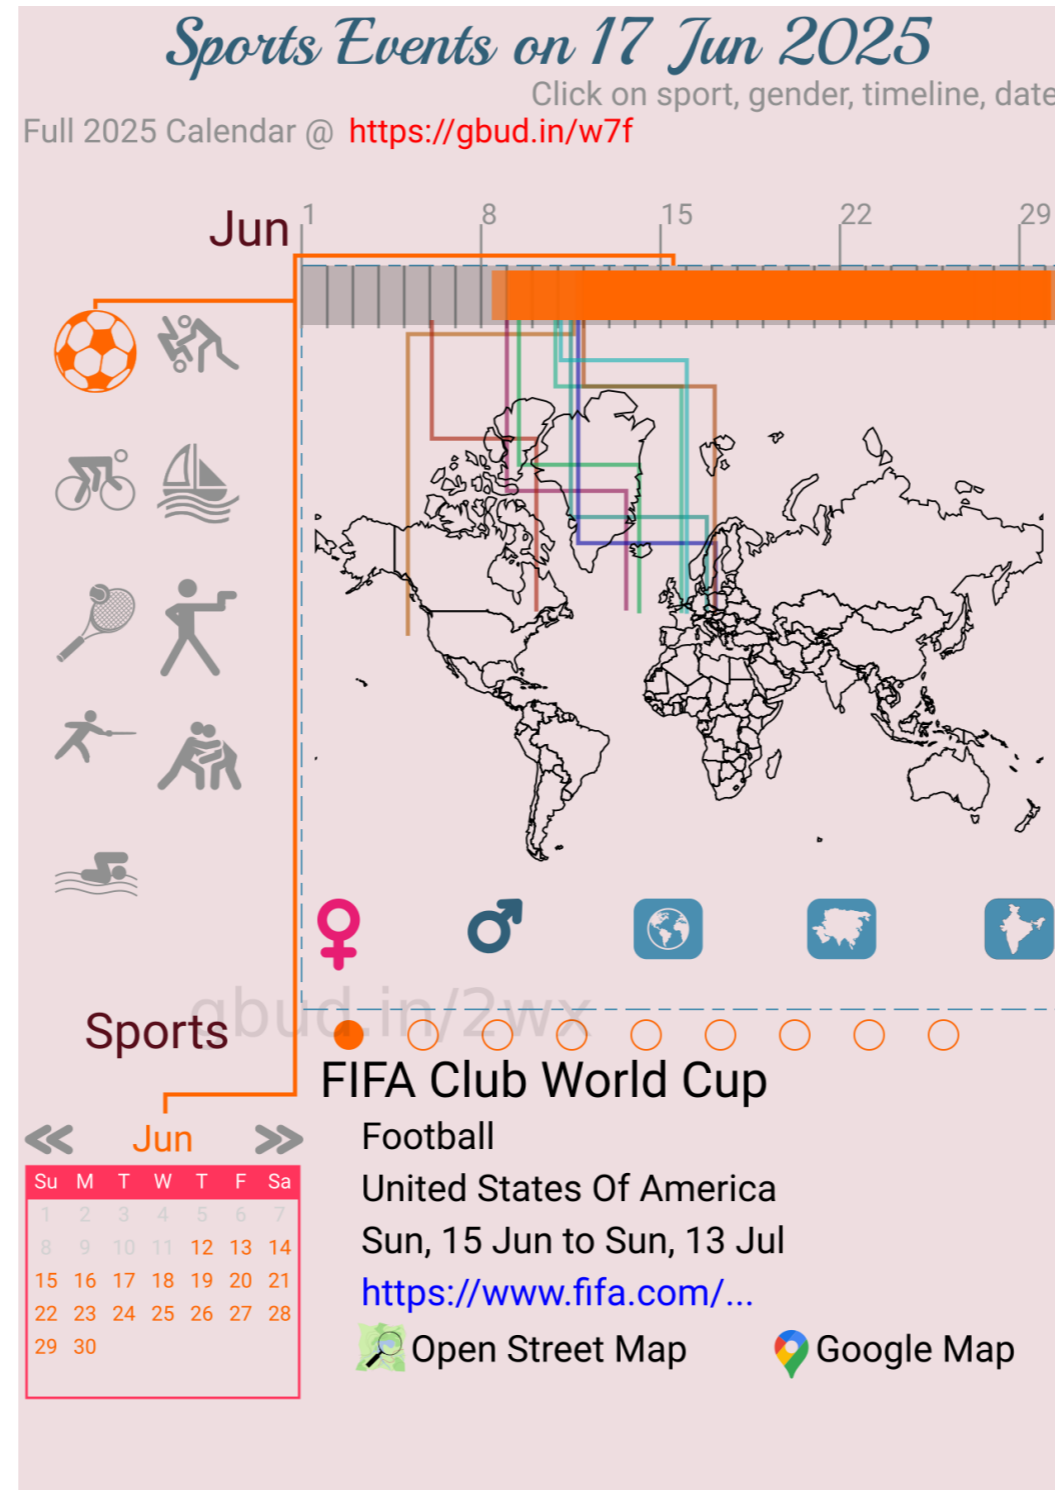 Sports Events on 17 Jun 2025
Click on sport, gender, timeline, date
Full 2025 Calendar @ https://gbud.in/w7f
1 8 15 22 29
Jun
gbud.in/2wx
Sports
FIFA Club World Cup
Football
United States Of America
Sun, 15 Jun to Sun, 13 Jul
https://www.fifa.com/...
Open Street Map Google Map
Jun
Su M T W T F Sa
1 2 3 4 5 6 7
8 9 10 11 12 13 14
15 16 17 18 19 20 21
22 23 24 25 26 27 28
29 30